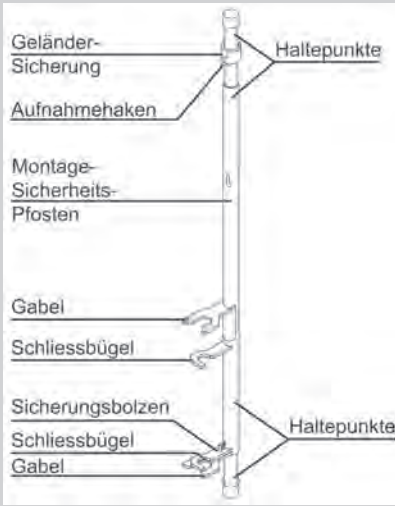 Geländer-
Sicherung
Haltepunkte
Aufnahmehaken
Montage-
Sicherheits-
Pfosten
Gabel
Schliessbügel
Sicherungsbolzen
Schliessbügel
Haltepunkte
Gabel